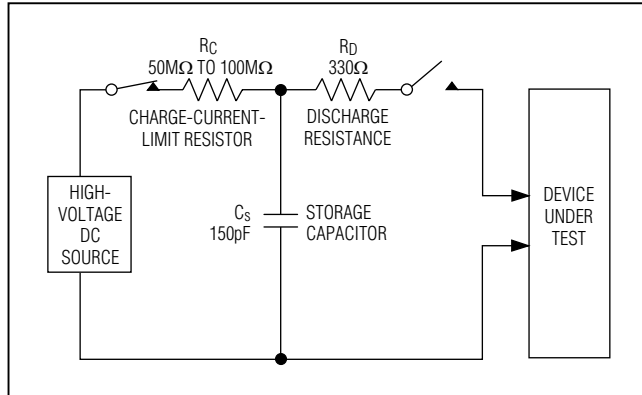 RC
50MΩ TO 100MΩ
CHARGE-CURRENT-
LIMIT RESISTOR
RD
330Ω
DISCHARGE
RESISTANCE
HIGH-
VOLTAGE
DC
SOURCE
CS
150pF
STORAGE
CAPACITOR
DEVICE
UNDER
TEST